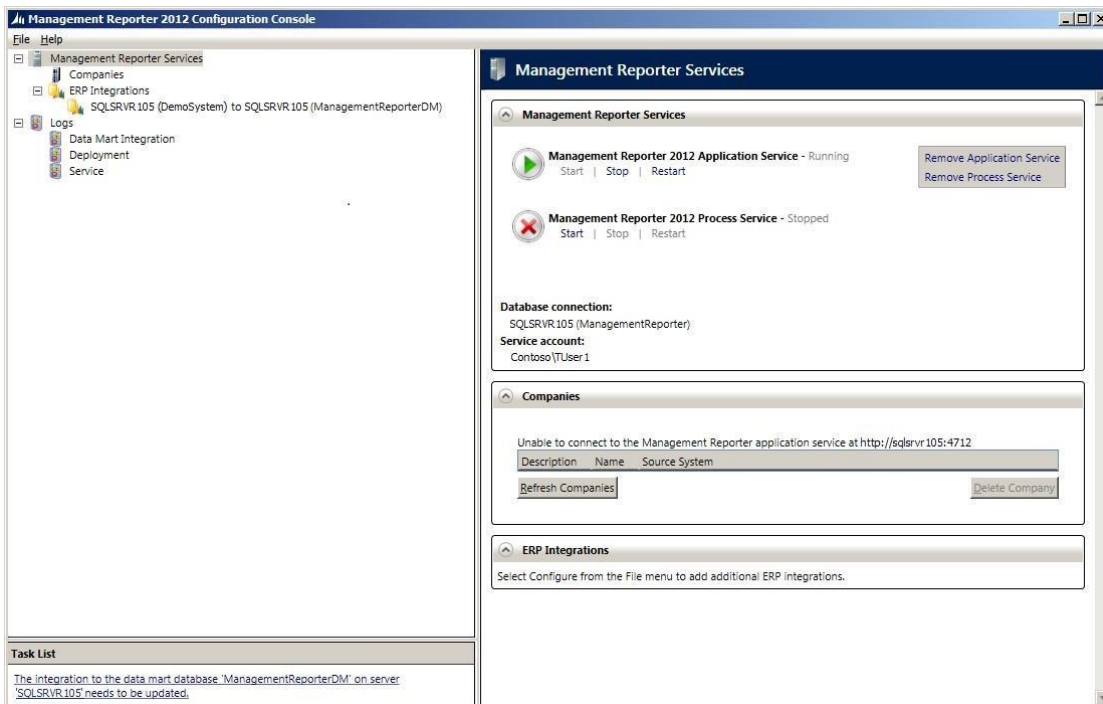 Management Reporter 2012 Configuration Console
File Help
Management Reporter Services
Companies
ERP Integrations
SQLSRVR105 (DemoSystem) to SQLSRVR105 (ManagementReporterDM)
Logs
Data Mart Integration
Deployment
Service
Task List
The integration to the data mart database 'ManagementReporterDM' on server
'SQLSRVR105' needs to be updated.
Management Reporter Services
Management Reporter Services
Management Reporter 2012 Application Service - Running
Start | Stop | Restart
Remove Application Service
Remove Process Service
Management Reporter 2012 Process Service - Stopped
Start | Stop | Restart
Database connection:
SQLSRVR105 (ManagementReporter)
Service account:
Contoso\TUser1
Companies
Unable to connect to the Management Reporter application service at http://sqlsrvr105:4712
Description Name Source System
Refresh Companies Delete Company
ERP Integrations
Select Configure from the File menu to add additional ERP integrations.